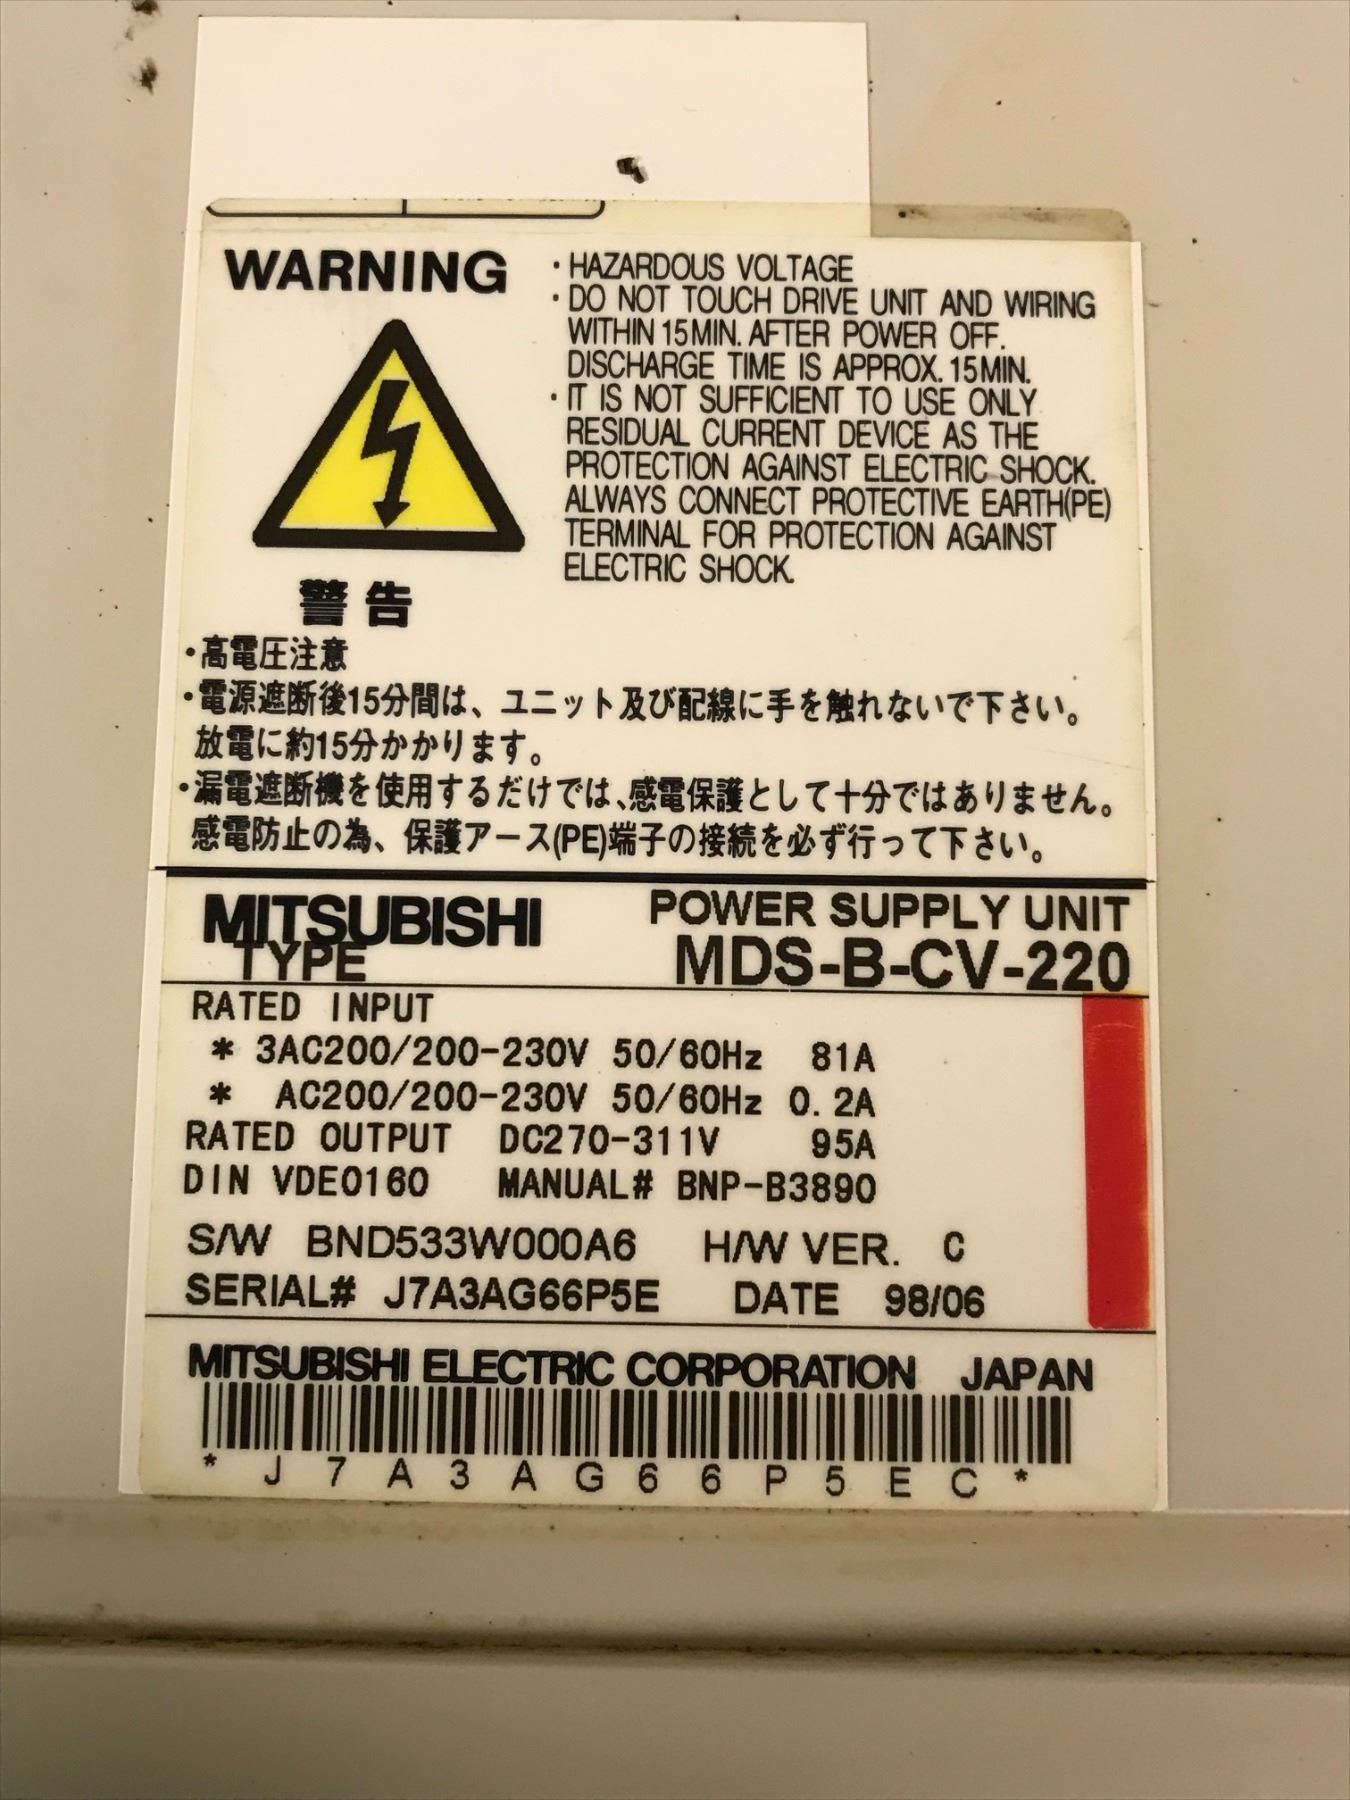 WARNING
・HAZARDOUS VOLTAGE
・DO NOT TOUCH DRIVE UNIT AND WIRING
WITHIN 15MIN. AFTER POWER OFF.
DISCHARGE TIME IS APPROX. 15MIN.
・IT IS NOT SUFFICIENT TO USE ONLY
RESIDUAL CURRENT DEVICE AS THE
PROTECTION AGAINST ELECTRIC SHOCK.
ALWAYS CONNECT PROTECTIVE EARTH(PE)
TERMINAL FOR PROTECTION AGAINST
ELECTRIC SHOCK.
警告
・高電圧注意
・電源遮断後15分間は、ユニット及び配線に手を触れないで下さい。
放電に約15分かかります。
・漏電遮断機を使用するだけでは、感電保護として十分ではありません。
感電防止の為、保護アース(PE)端子の接続を必ず行って下さい。
MITSUBISHI POWER SUPPLY UNIT
TYPE MDS-B-CV-220
RATED INPUT
* 3AC200/200-230V 50/60Hz 81A
* AC200/200-230V 50/60Hz 0.2A
RATED OUTPUT DC270-311V 95A
DIN VDE0160 MANUAL# BNP-B3890
S/W BND533W000A6 H/W VER. C
SERIAL# J7A3AG66P5E DATE 98/06
MITSUBISHI ELECTRIC CORPORATION JAPAN
* J 7 A 3 A G 6 6 P 5 E C *